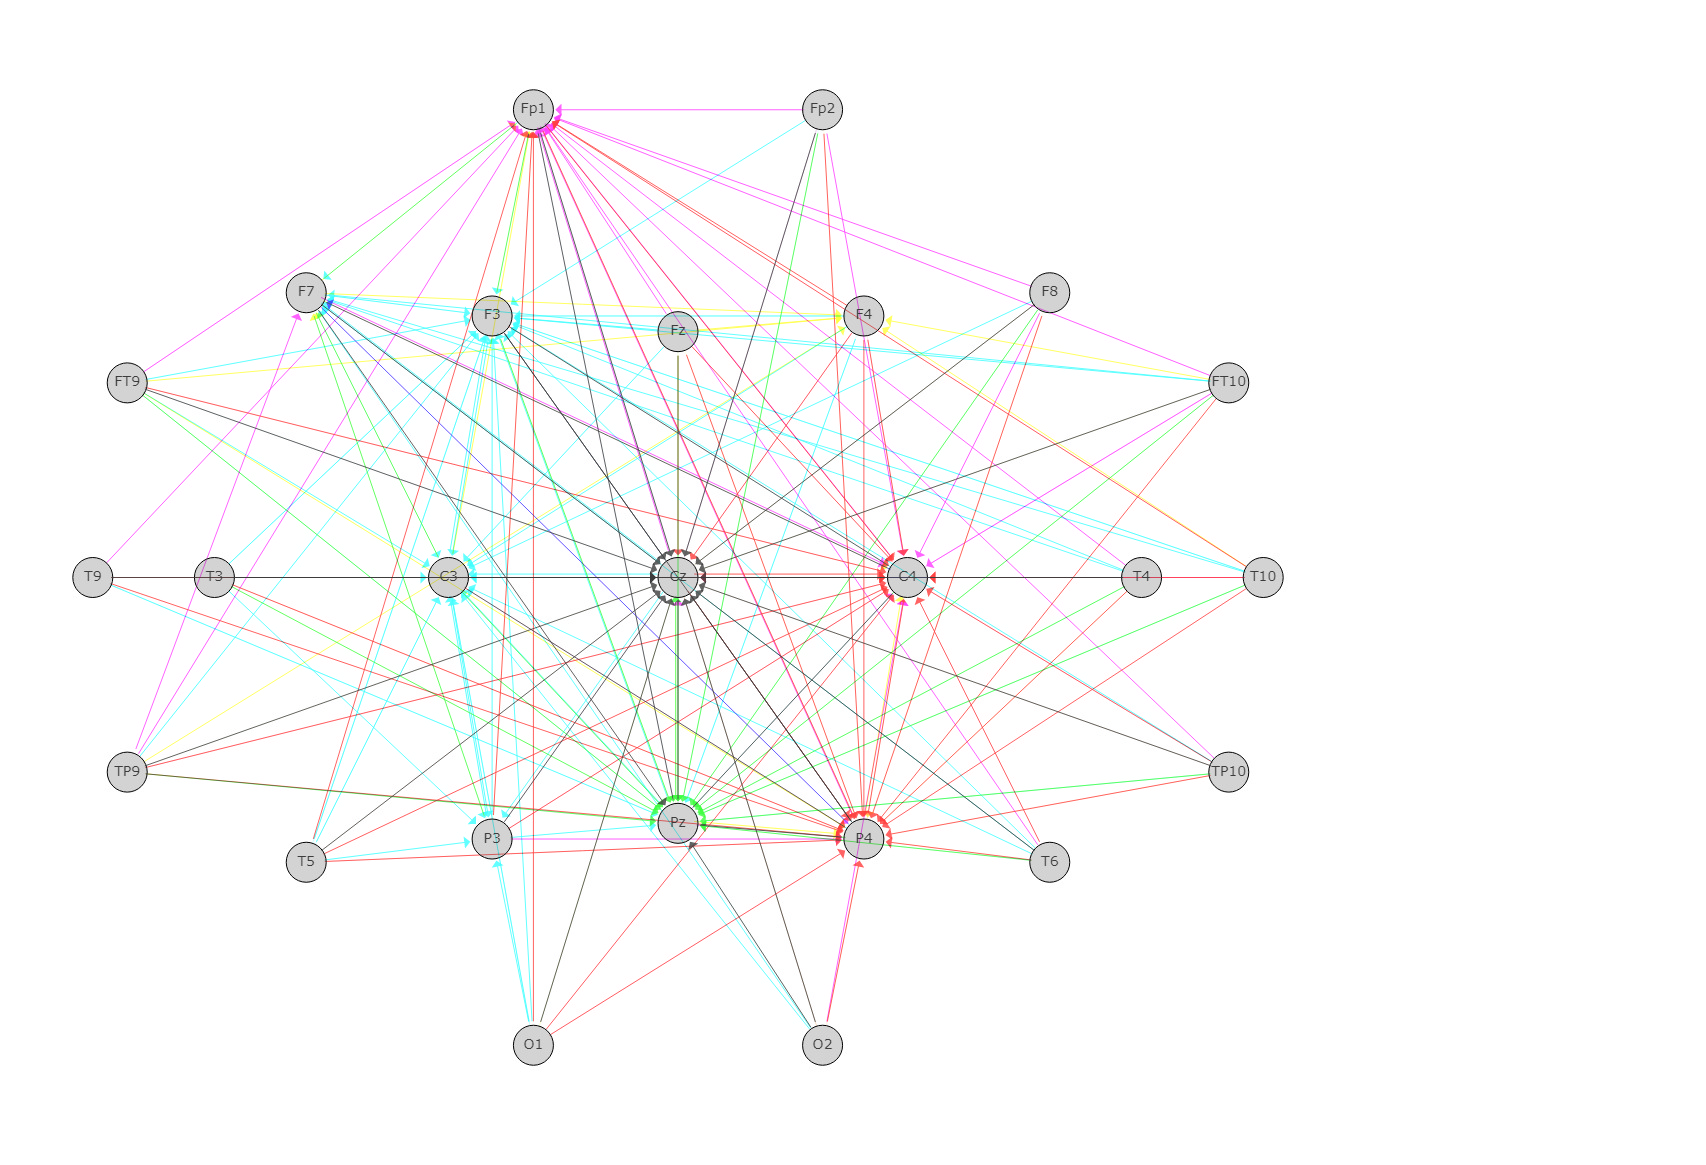 Fp1 Fp2
F7 F3 Fz F4 F8
FT9 FT10
T9 T3 C3 Cz C4 T4 T10
TP9 TP10
T5 P3 Pz P4 T6
O1 O2